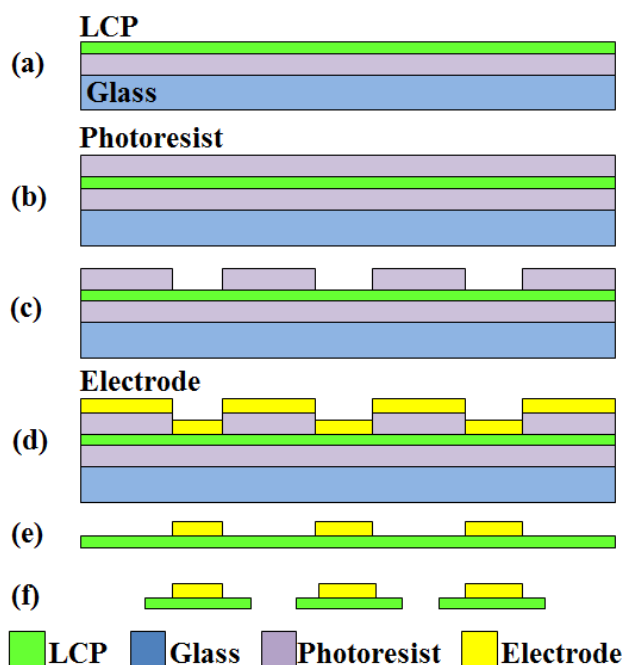 LCP
(a)
Glass
Photoresist
(b)
(c)
Electrode
(d)
(e)
(f)
LCP Glass Photoresist Electrode